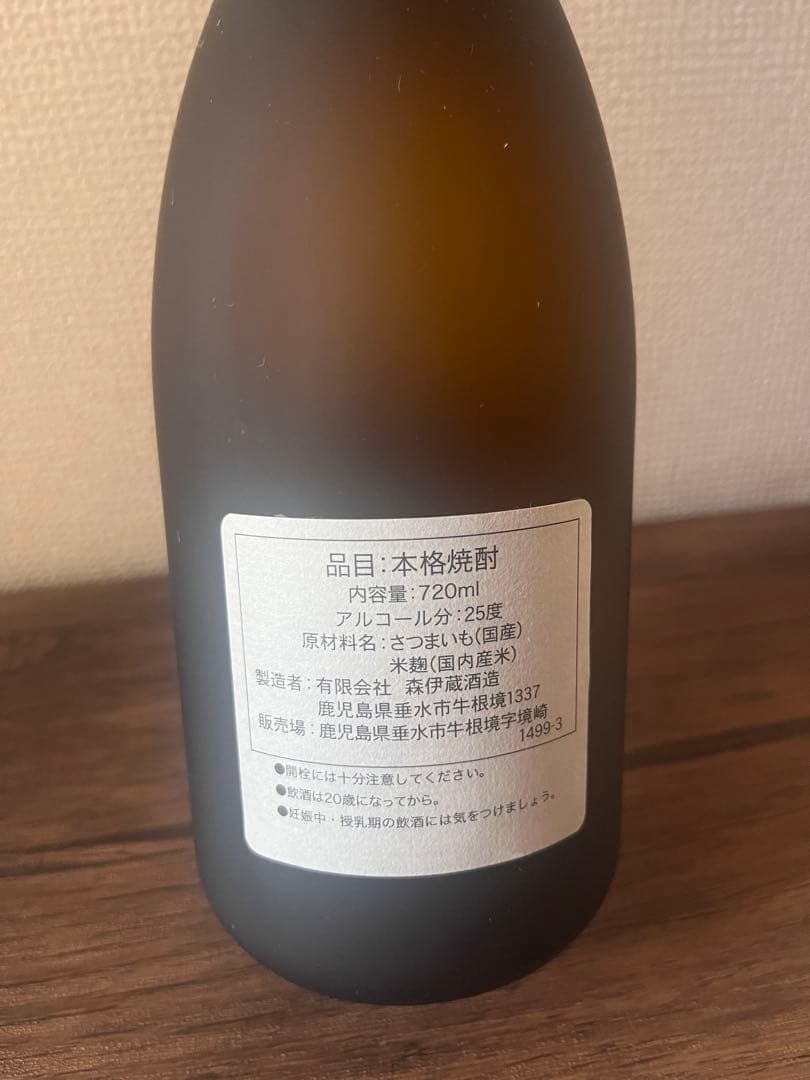 品目:本格焼酎
内容量:720ml
アルコール分:25度
原材料名:さつまいも(国産)
米麹(国内産米)
製造者:有限会社 森伊蔵酒造
鹿児島県垂水市牛根境1337
販売場:鹿児島県垂水市牛根境字境崎
1499-3
●開栓には十分注意してください。
●飲酒は20歳になってから。
●妊娠中・授乳期の飲酒には気をつけましょう。